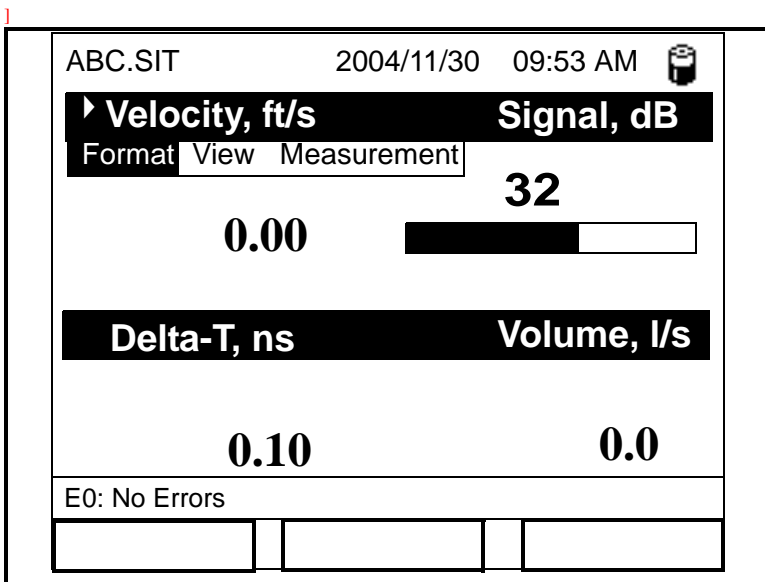 ]
ABC.SIT 2004/11/30 09:53 AM
Velocity, ft/s Signal, dB
Format View Measurement
32
0.00
Delta-T, ns Volume, l/s
0.10 0.0
E0: No Errors